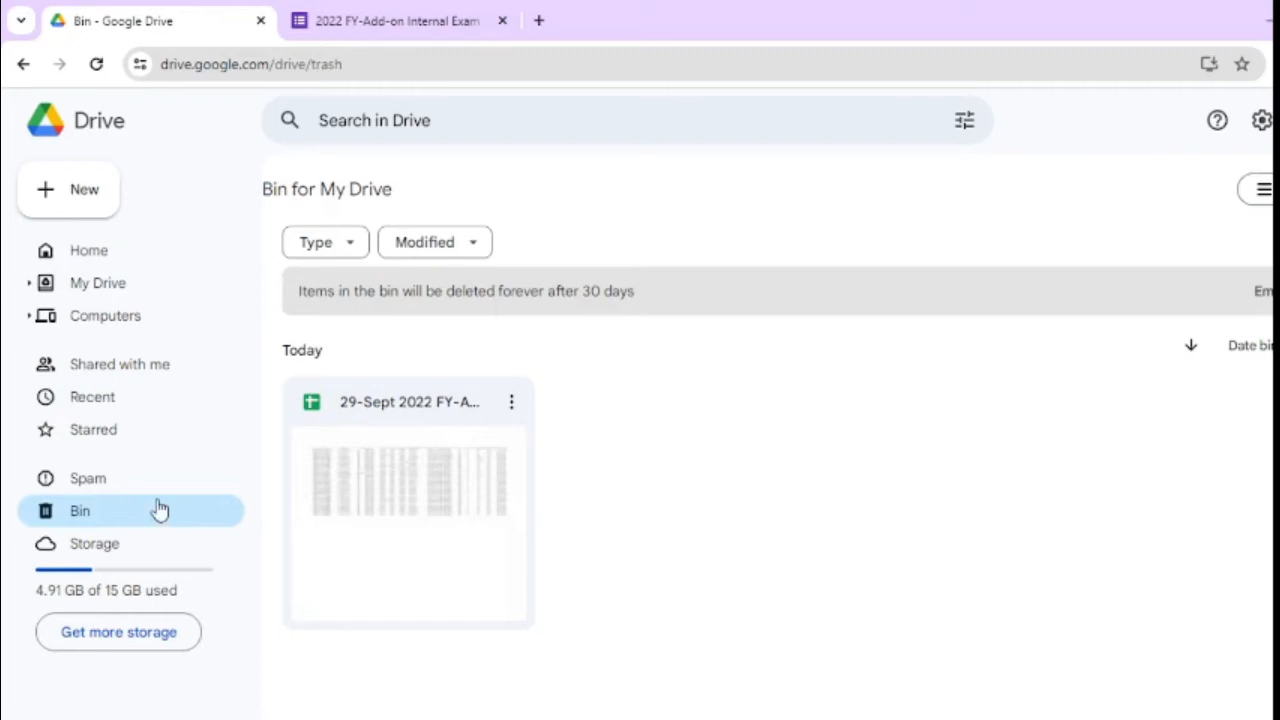 Bin - Google Drive
2022 FY-Add-on Internal Exam
drive.google.com/drive/trash
Drive
Search in Drive
New
Bin for My Drive
Type
Modified
Home
My Drive
Computers
Items in the bin will be deleted forever after 30 days
Em
Today
Date bin
Shared with me
Recent
Starred
29-Sept 2022 FY-A...
Spam
Bin
Storage
4.91 GB of 15 GB used
Get more storage